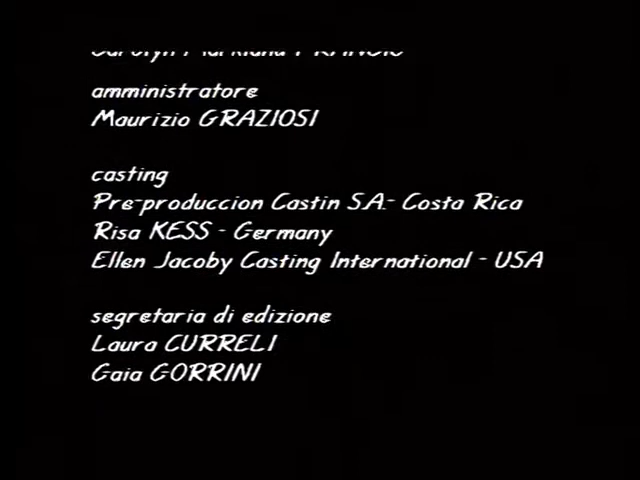 amministratore
Maurizio GRAZIOSI
casting
Pre-produccion Castin S.A.- Costa Rica
Risa KESS - Germany
Ellen Jacoby Casting International - USA
segretaria di edizione
Laura CURRELI
Gaia GORRINI